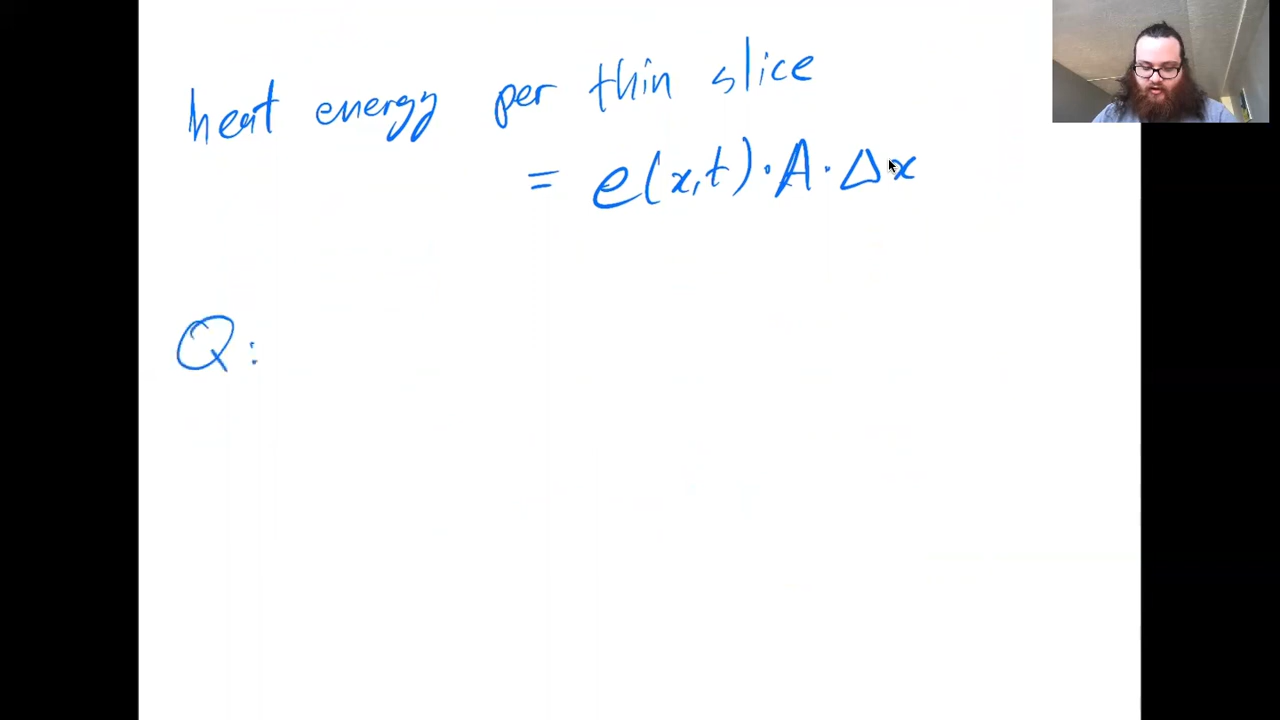 heat energy per thin slice
= e(x,t)·A·Δx
Q: